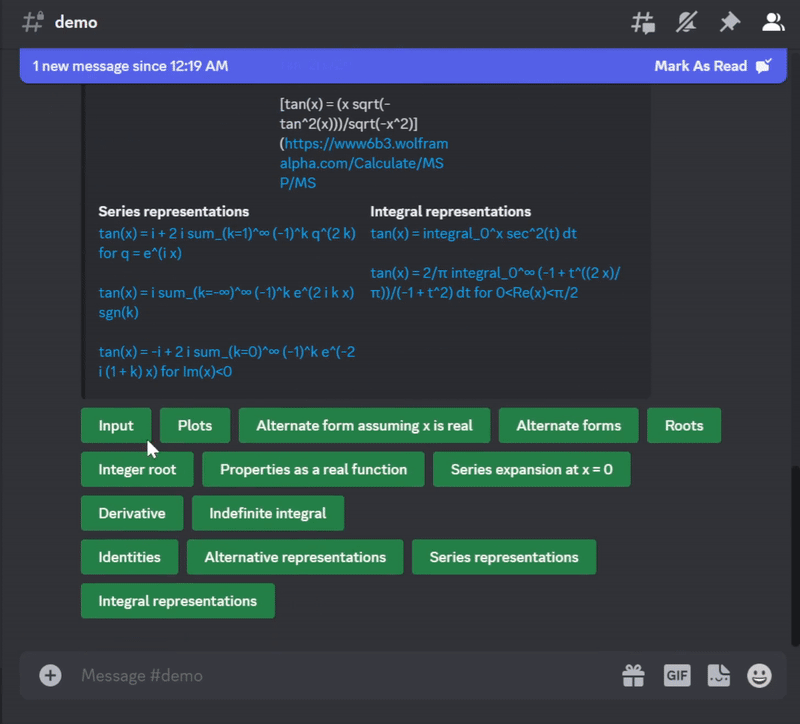 demo
1 new message since 12:19 AM Mark As Read
[tan(x) = (x sqrt(-
tan^2(x)))/sqrt(-x^2)]
(https://www6b3.wolfram
alpha.com/Calculate/MS
P/MS
Series representations
tan(x) = i + 2 i sum_(k=1)^∞ (-1)^k q^(2 k)
for q = e^(i x)
tan(x) = i sum_(k=-∞)^∞ (-1)^k e^(2 i k x)
sgn(k)
tan(x) = -i + 2 i sum_(k=0)^∞ (-1)^k e^(-2
i (1 + k) x) for Im(x)<0
Integral representations
tan(x) = integral_0^x sec^2(t) dt
tan(x) = 2/π integral_0^∞ (-1 + t^((2 x)/
π))/(-1 + t^2) dt for 0<Re(x)<π/2
Input Plots Alternate form assuming x is real Alternate forms Roots
Integer root Properties as a real function Series expansion at x = 0
Derivative Indefinite integral
Identities Alternative representations Series representations
Integral representations
Message #demo GIF